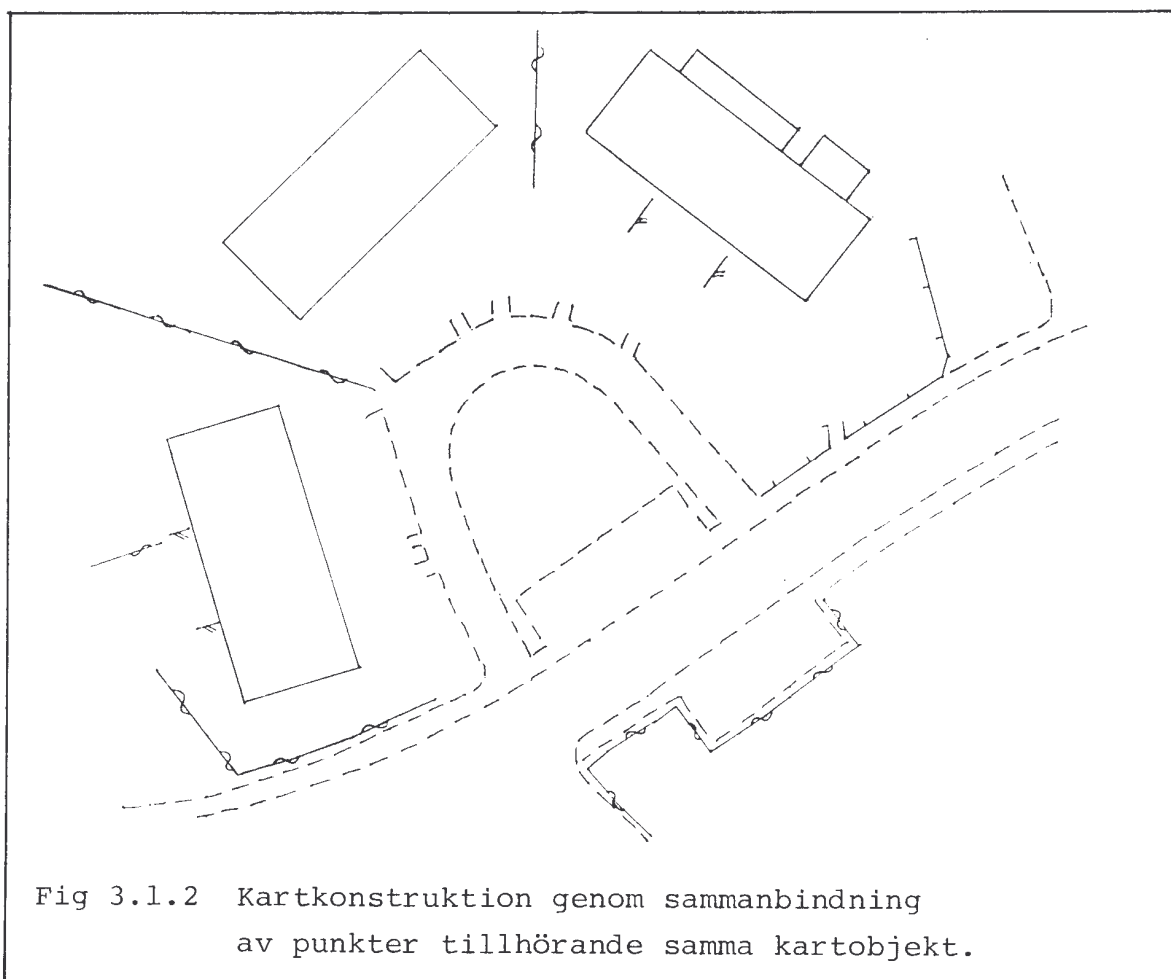 Fig 3.1.2 Kartkonstruktion genom sammanbindning
av punkter tillhörande samma kartobjekt.